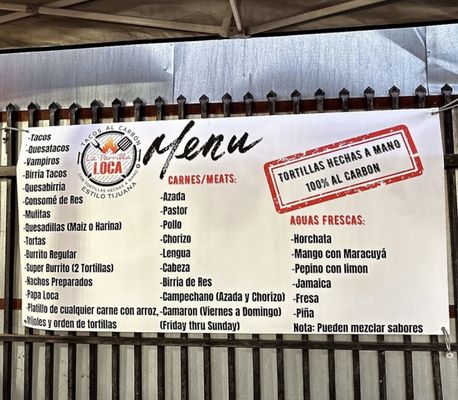 TACOS AL CARBON
La Parrilla
LOCA
CON TORTILLAS HECHAS A MANO
ESTILO TIJUANA
Menu
-Tacos
-Quesatacos
-Vampiros
-Birria Tacos
-Quesabirria
-Consomé de Res
-Mulitas
-Quesadillas (Maiz o Harina)
-Tortas
-Burrito Regular
-Super Burrito (2 Tortillas)
-Nachos Preparados
-Papa Loca
-Platillo de cualquier carne con arroz,
frijoles y orden de tortillas
CARNES/MEATS:
-Azada
-Pastor
-Pollo
-Chorizo
-Lengua
-Cabeza
-Birria de Res
-Campechano (Azada y Chorizo)
-Camaron (Viernes a Domingo)
(Friday thru Sunday)
TORTILLAS HECHAS A MANO
100% AL CARBON
AGUAS FRESCAS:
-Horchata
-Mango con Maracuyá
-Pepino con limon
-Jamaica
-Fresa
-Piña
Nota: Pueden mezclar sabores